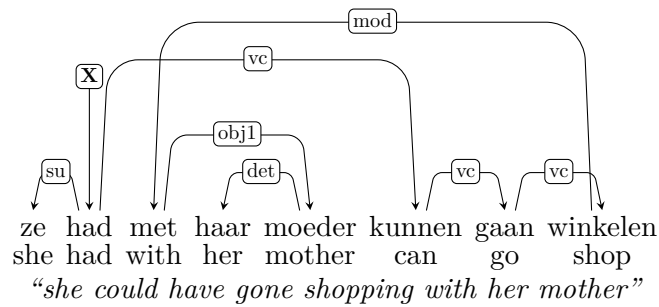 mod
vc
X
obj1
su det vc vc
ze had met haar moeder kunnen gaan winkelen
she had with her mother can go shop
“she could have gone shopping with her mother”